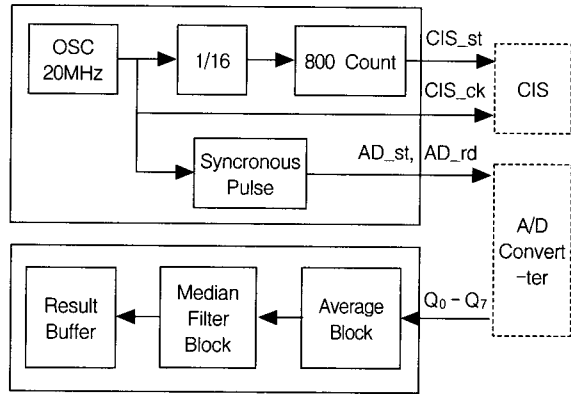 OSC
20MHz
1/16
800 Count
CIS_st
CIS_ck
CIS
Syncronous
Pulse
AD_st, AD_rd
A/D
Convert
-ter
Result
Buffer
Median
Filter
Block
Average
Block
Q₀ - Q₇